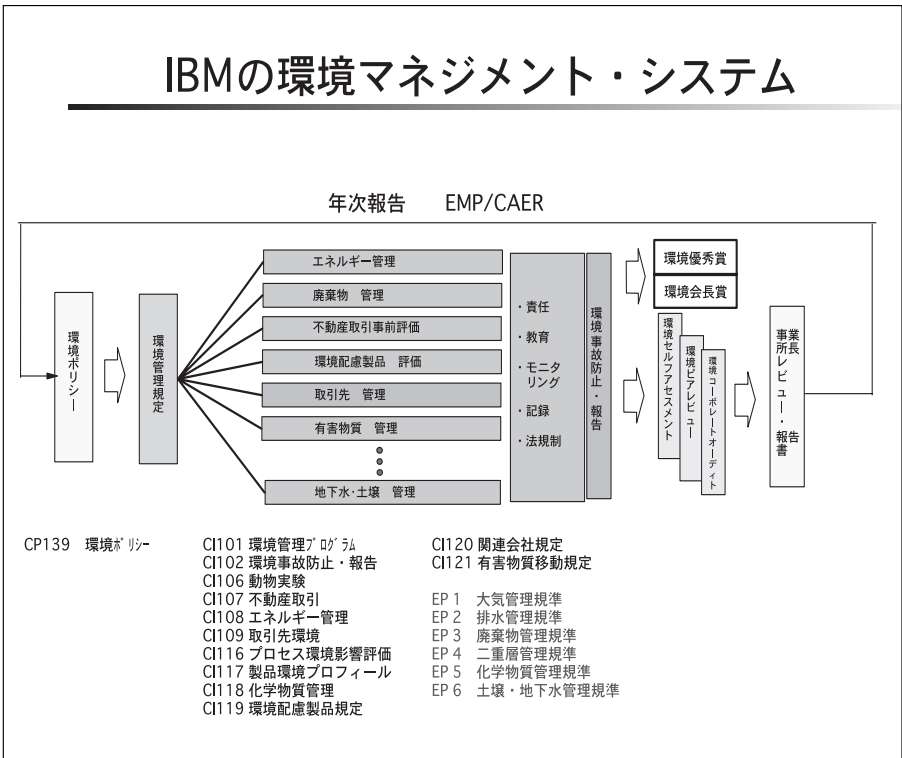 IBMの環境マネジメント・システム
年次報告 EMP/CAER
環境ポリシー
環境管理規定
エネルギー管理
廃棄物 管理
不動産取引事前評価
環境配慮製品 評価
取引先 管理
有害物質 管理
地下水・土壌 管理
・責任
・教育
・モニタ
リング
・記録
・法規制
環境事故防止・報告
環境優秀賞
環境会長賞
環境セルフアセスメント
環境ピアレビュー
環境コーポレートオーディト
事業所長レビュー・報告書
CP139 環境ポリシー
CI101 環境管理プログラム
CI102 環境事故防止・報告
CI106 動物実験
CI107 不動産取引
CI108 エネルギー管理
CI109 取引先環境
CI116 プロセス環境影響評価
CI117 製品環境プロフィール
CI118 化学物質管理
CI119 環境配慮製品規定
CI120 関連会社規定
CI121 有害物質移動規定
EP 1 大気管理規準
EP 2 排水管理規準
EP 3 廃棄物管理規準
EP 4 二重層管理規準
EP 5 化学物質管理規準
EP 6 土壌・地下水管理規準